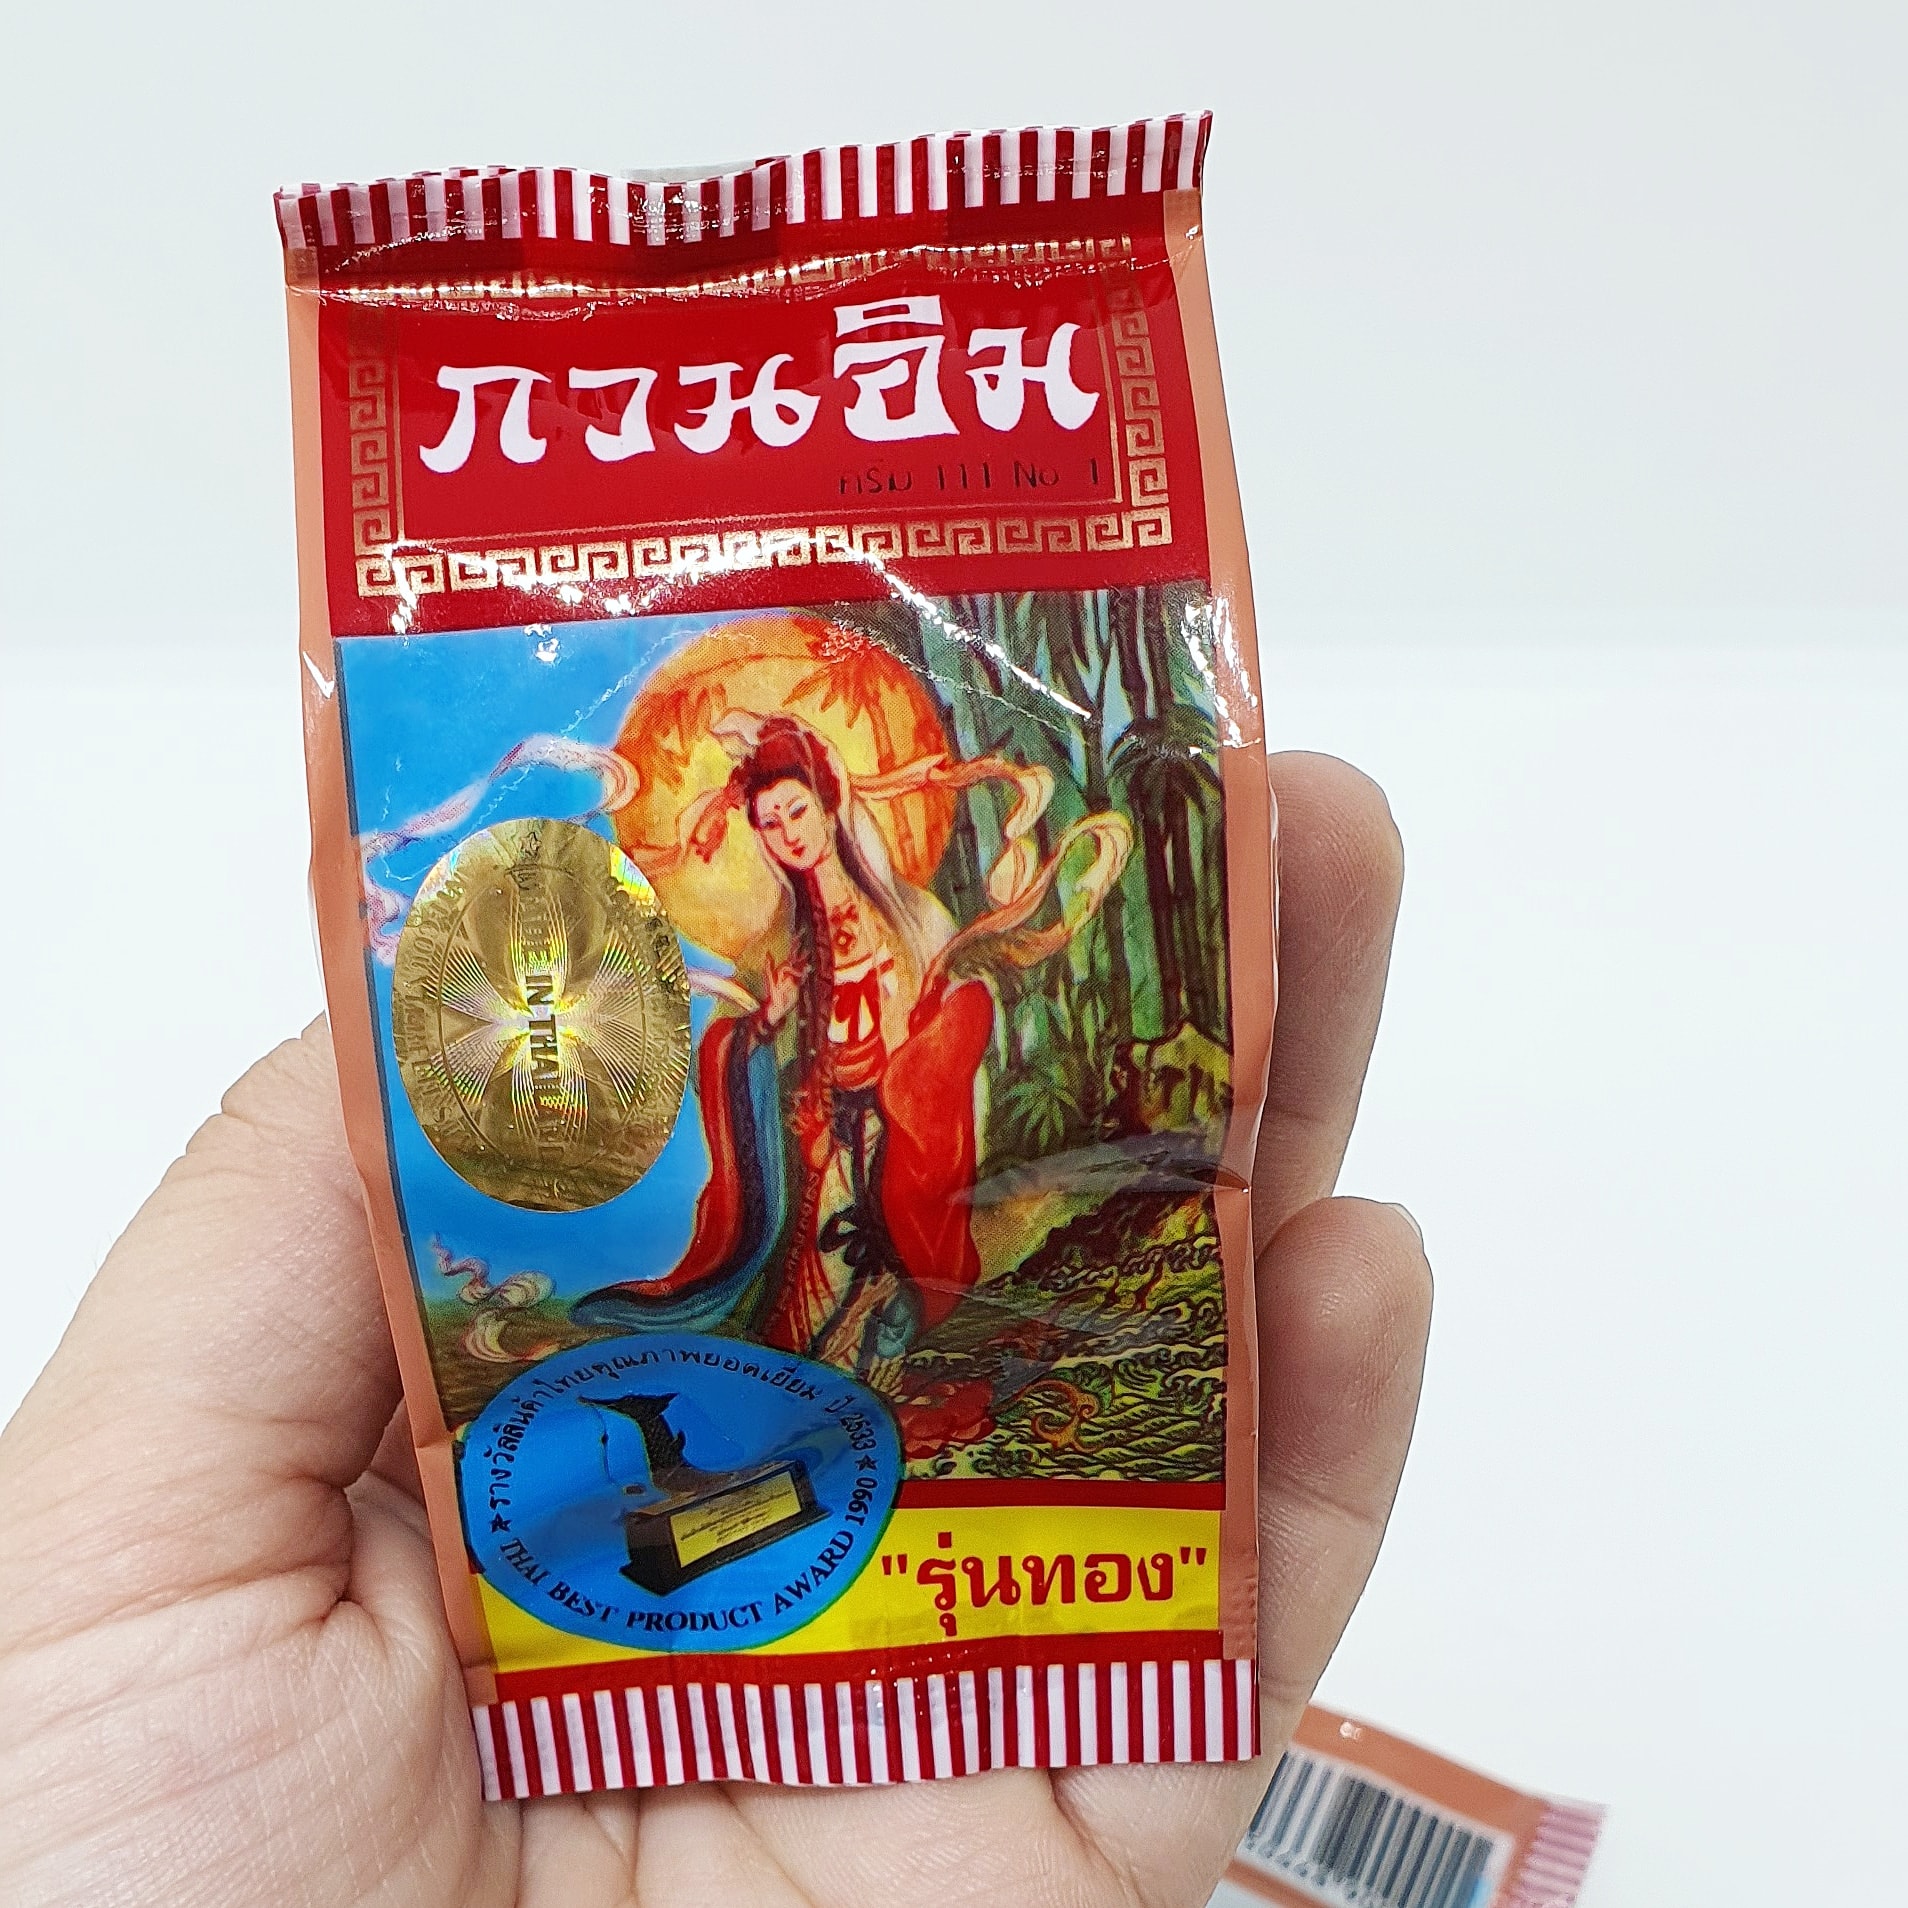 กวนอิม
ครีม 111 No 1
MADE IN THAILAND
★ รางวัลสินค้าไทยคุณภาพยอดเยี่ยม ปี 2533 ★
THAI BEST PRODUCT AWARD 1990
"รุ่นทอง"